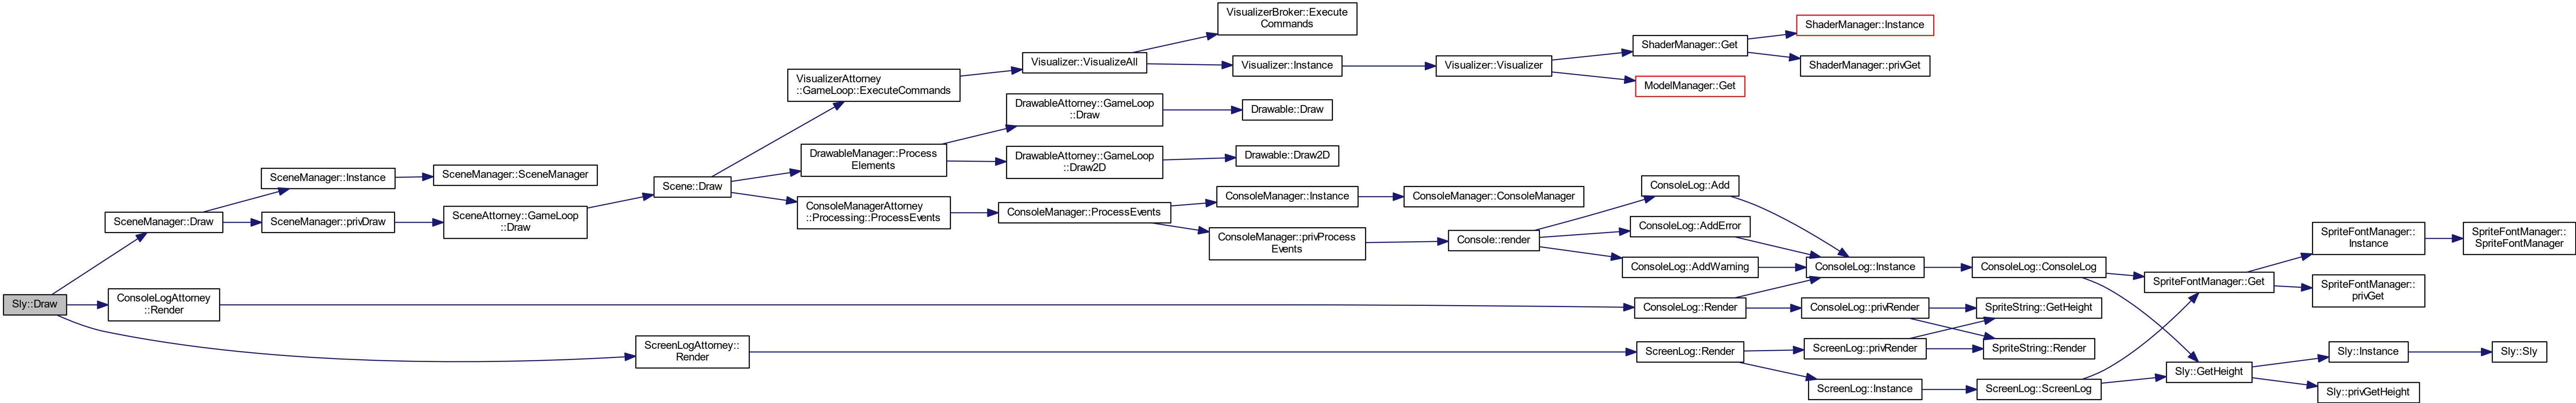 Sly::Draw
SceneManager::Draw
ConsoleLogAttorney
::Render
SceneManager::Instance
SceneManager::privDraw
SceneManager::SceneManager
SceneAttorney::GameLoop
::Draw
ScreenLogAttorney::
Render
Scene::Draw
VisualizerAttorney
::GameLoop::ExecuteCommands
DrawableManager::Process
Elements
ConsoleManagerAttorney
::Processing::ProcessEvents
Visualizer::VisualizeAll
DrawableAttorney::GameLoop
::Draw
DrawableAttorney::GameLoop
::Draw2D
ConsoleManager::ProcessEvents
VisualizerBroker::Execute
Commands
Visualizer::Instance
Drawable::Draw
Drawable::Draw2D
ConsoleManager::Instance
ConsoleManager::privProcess
Events
Visualizer::Visualizer
ConsoleManager::ConsoleManager
Console::render
ShaderManager::Get
ModelManager::Get
ConsoleLog::Add
ConsoleLog::AddError
ConsoleLog::AddWarning
ConsoleLog::Render
ScreenLog::Render
ShaderManager::Instance
ShaderManager::privGet
ConsoleLog::Instance
ConsoleLog::privRender
ScreenLog::privRender
ScreenLog::Instance
ConsoleLog::ConsoleLog
SpriteString::GetHeight
SpriteString::Render
ScreenLog::ScreenLog
SpriteFontManager::Get
Sly::GetHeight
SpriteFontManager::
Instance
SpriteFontManager::
privGet
Sly::Instance
Sly::privGetHeight
SpriteFontManager::
SpriteFontManager
Sly::Sly